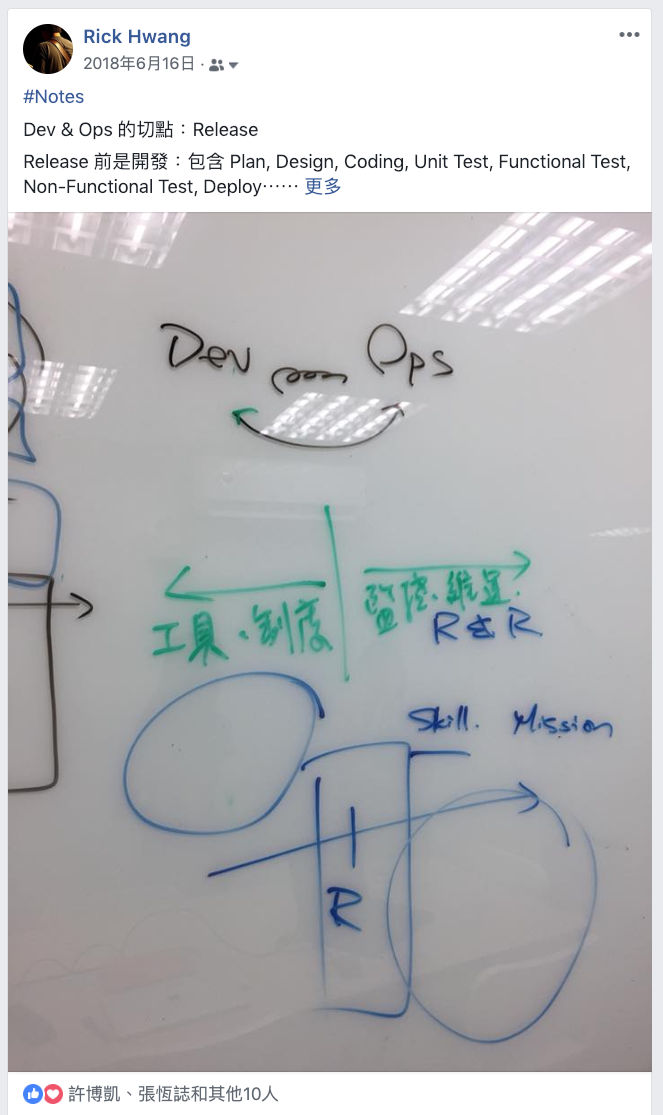 Rick Hwang
2018年6月16日
#Notes
Dev & Ops 的切點：Release
Release 前是開發：包含 Plan, Design, Coding, Unit Test, Functional Test,
Non-Functional Test, Deploy⋯⋯ 更多
Dev Ops
工具、制度 監控、維運
R & R
Skill. Mission
R
許博凱、張恆誌和其他10人